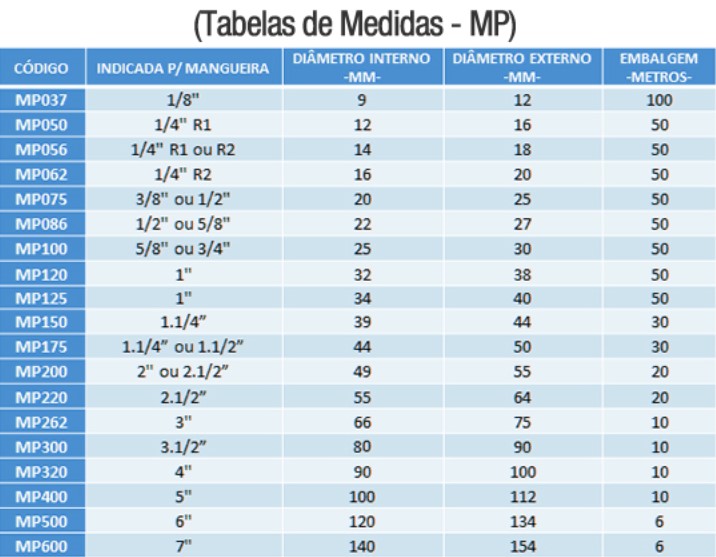 (Tabelas de Medidas - MP)
CÓDIGO INDICADA P/ MANGUEIRA DIÂMETRO INTERNO -MM- DIÂMETRO EXTERNO -MM- EMBALGEM -METROS-
MP037 1/8" 9 12 100
MP050 1/4" R1 12 16 50
MP056 1/4" R1 ou R2 14 18 50
MP062 1/4" R2 16 20 50
MP075 3/8" ou 1/2" 20 25 50
MP086 1/2" ou 5/8" 22 27 50
MP100 5/8" ou 3/4" 25 30 50
MP120 1" 32 38 50
MP125 1" 34 40 50
MP150 1.1/4” 39 44 30
MP175 1.1/4” ou 1.1/2” 44 50 30
MP200 2" ou 2.1/2” 49 55 20
MP220 2.1/2” 55 64 20
MP262 3" 66 75 10
MP300 3.1/2” 80 90 10
MP320 4" 90 100 10
MP400 5" 100 112 10
MP500 6" 120 134 6
MP600 7" 140 154 6